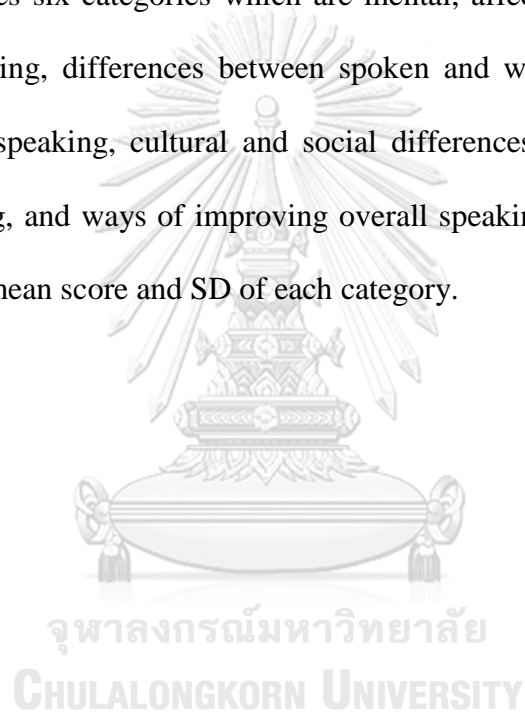 es six categories which are mental,
ing, differences between spoken and
speaking, cultural and social differences
g, and ways of improving overall
mean score and SD of each category.
จุฬาลงกรณ์มหาวิทยาลัย
CHULALONGKORN UNIVERSITY